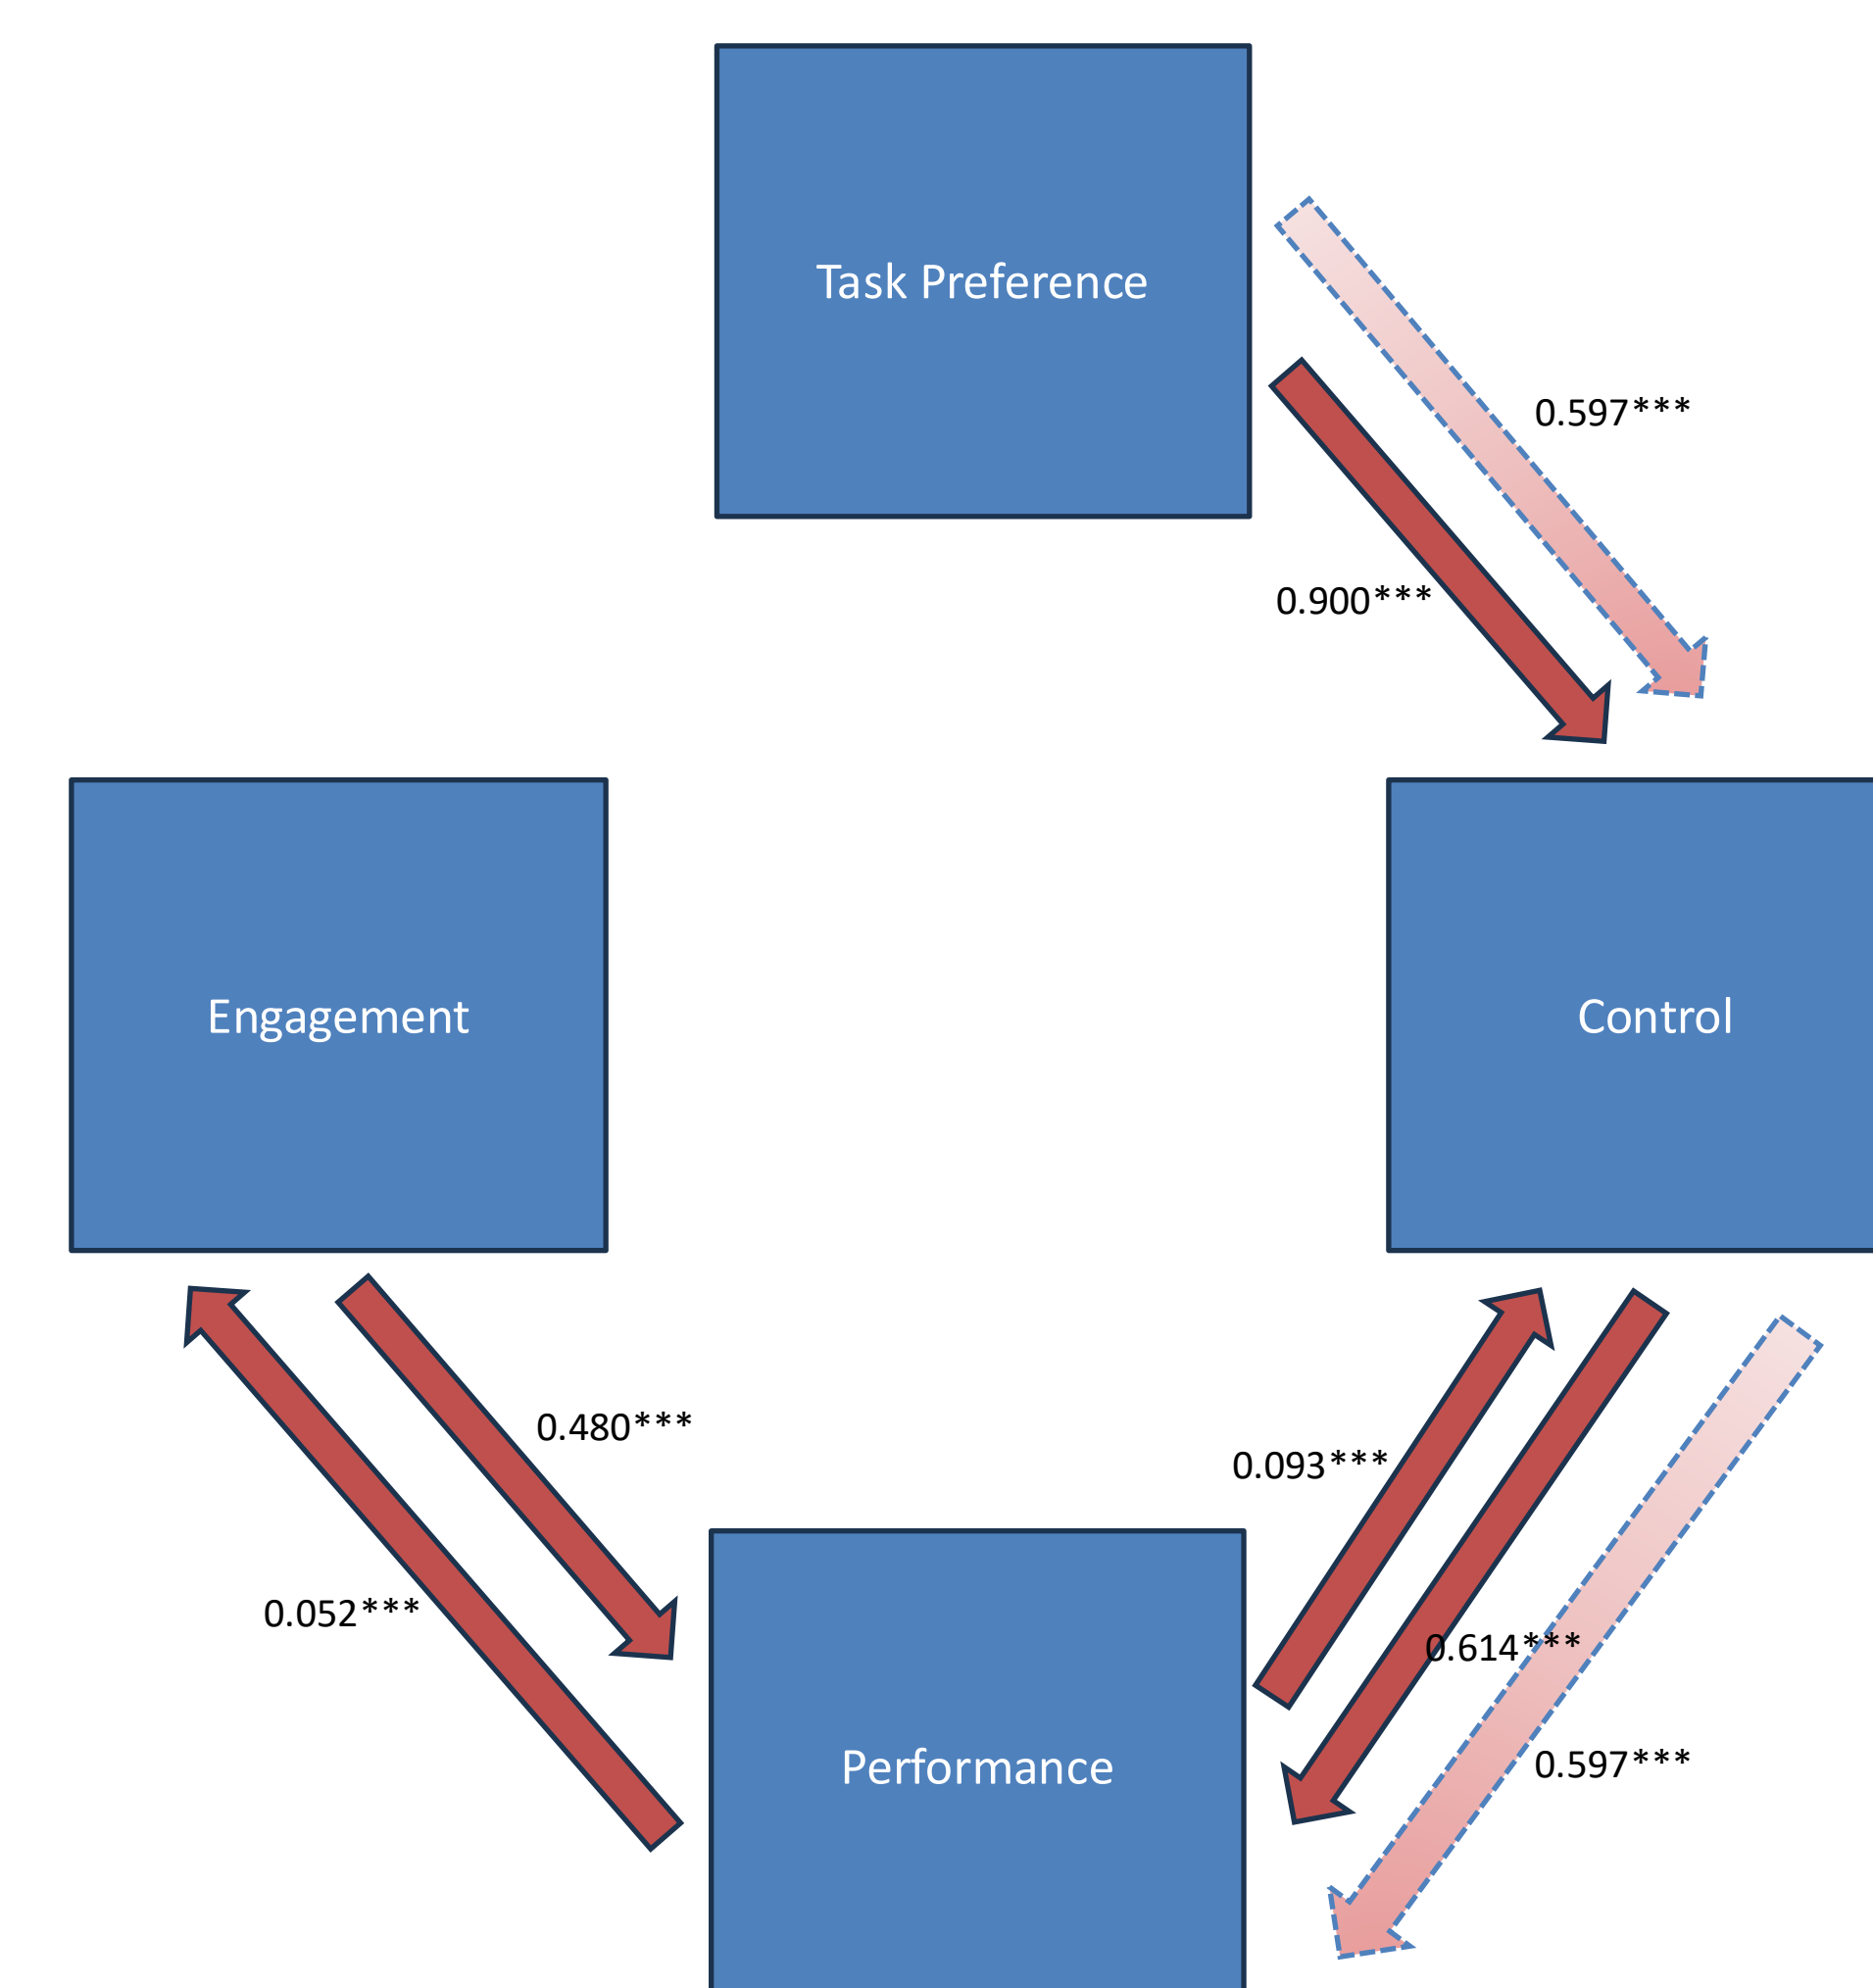 Task Preference
0.597***
0.900***
Engagement
Control
0.480***
0.093***
0.052***
0.614***
Performance
0.597***